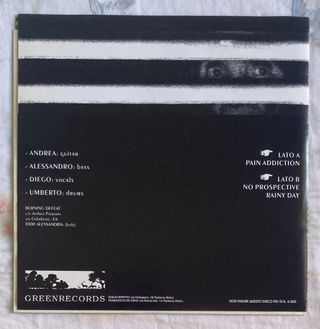 - ANDREA: guitar
- ALESSANDRO: bass
- DIEGO: vocals
- UMBERTO: drums
BURNING DEFEAT
c/o Andrea
15100 ALESSANDRIA (Italy)
LATO A
PAIN ADDICTION
LATO B
NO PROSPECTIVE
RAINY DAY
GREENRECORDS
NON PAGARE QUESTO DISCO PIU' DI £. 6.000